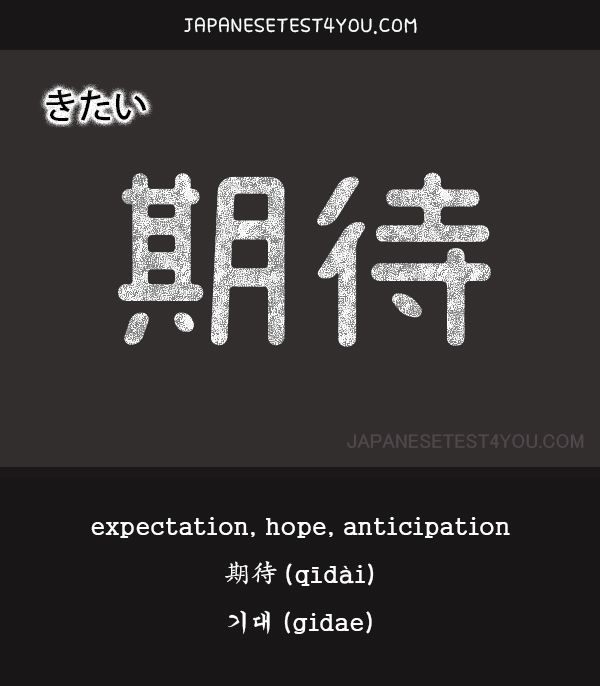 JAPANESETEST4YOU.COM
きたい
期待
JAPANESETEST4YOU.COM
expectation, hope, anticipation
期待 (qīdài)
기대 (gidae)